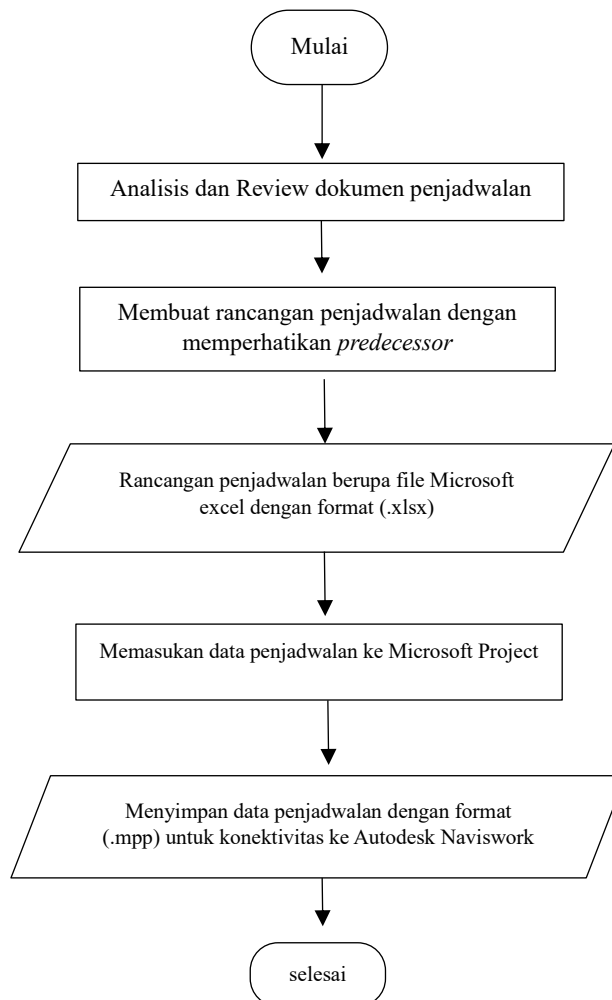 Mulai
Analisis dan Review dokumen penjadwalan
Membuat rancangan penjadwalan dengan
memperhatikan predecessor
Rancangan penjadwalan berupa file Microsoft
excel dengan format (.xlsx)
Memasukan data penjadwalan ke Microsoft Project
Menyimpan data penjadwalan dengan format
(.mpp) untuk konektivitas ke Autodesk Naviswork
selesai